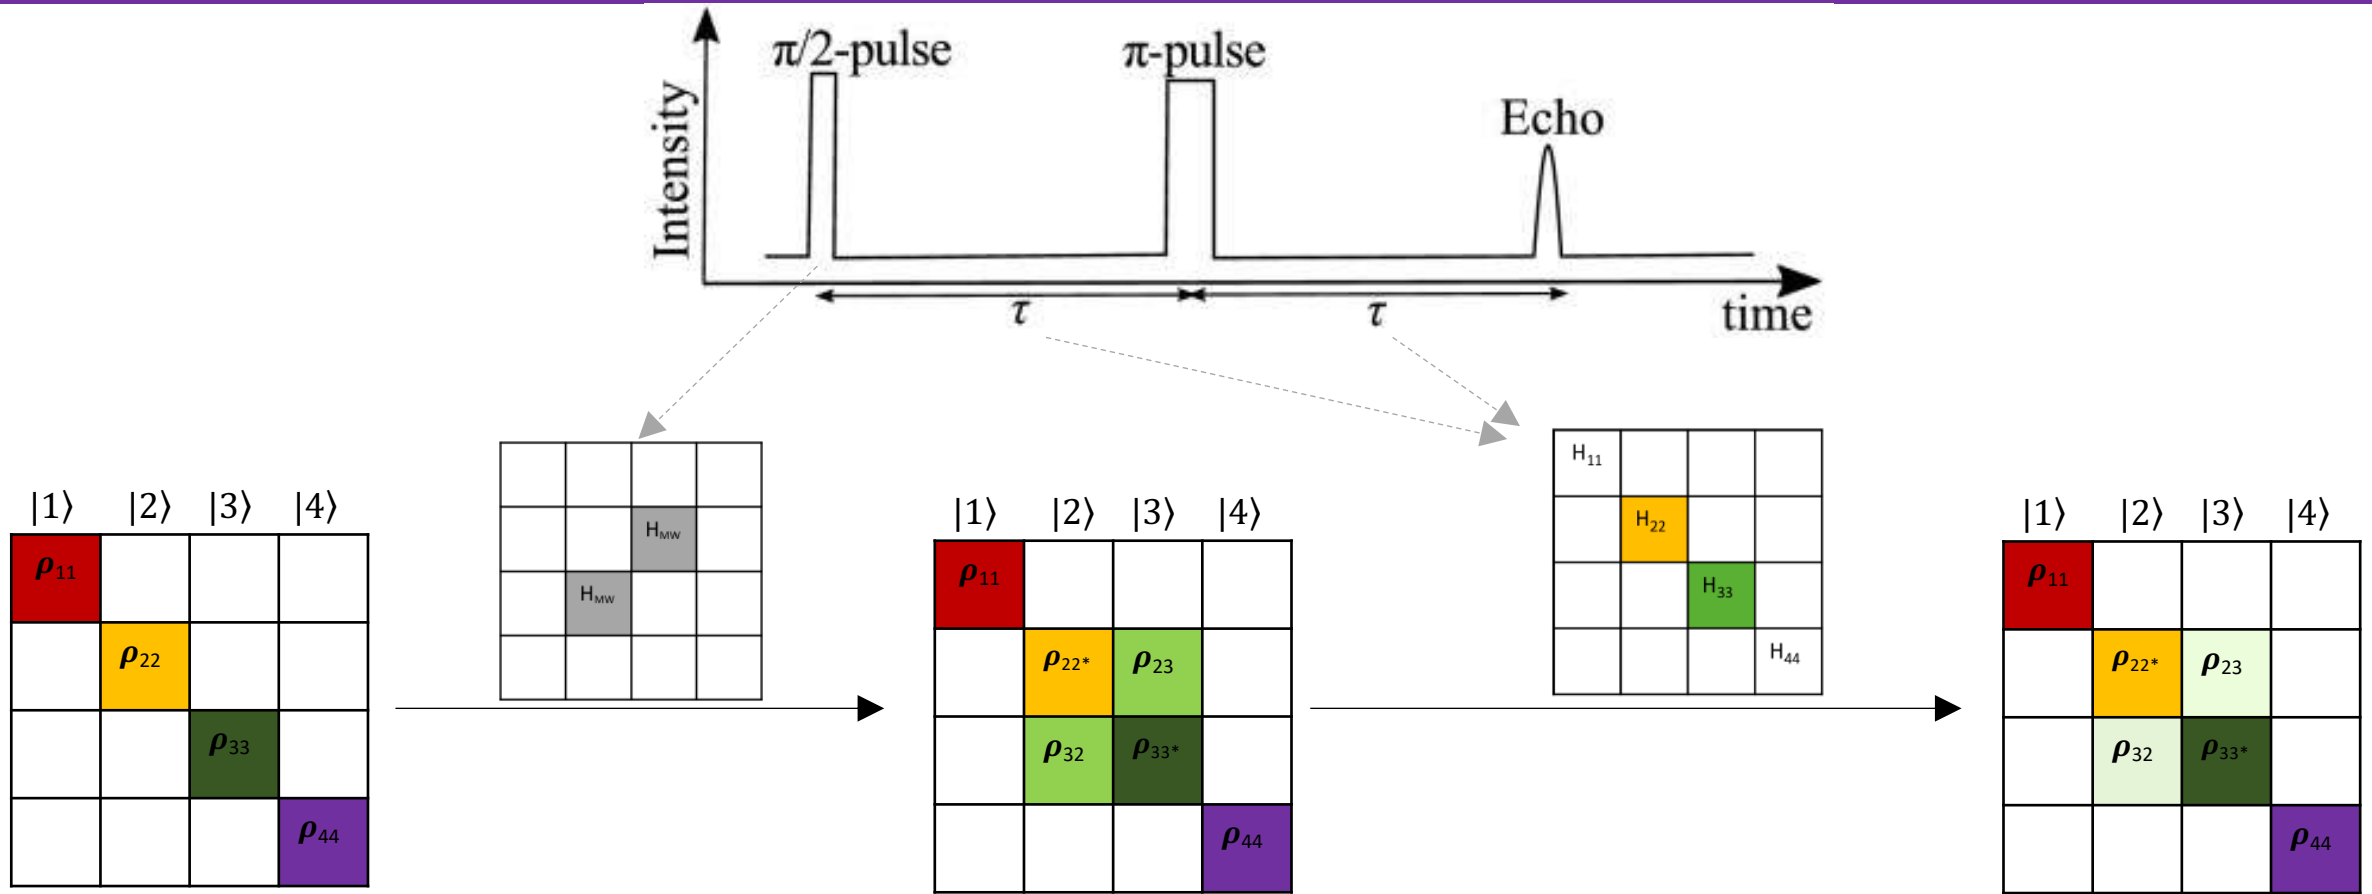 π/2-pulse
π-pulse
Echo
Intensity
τ
τ
time
|1⟩ |2⟩ |3⟩ |4⟩
ρ11
ρ22
ρ33
ρ44
HMW
HMW
|1⟩ |2⟩ |3⟩ |4⟩
ρ11
ρ22* ρ23
ρ32 ρ33*
ρ44
H11
H22
H33
H44
|1⟩ |2⟩ |3⟩ |4⟩
ρ11
ρ22* ρ23
ρ32 ρ33*
ρ44